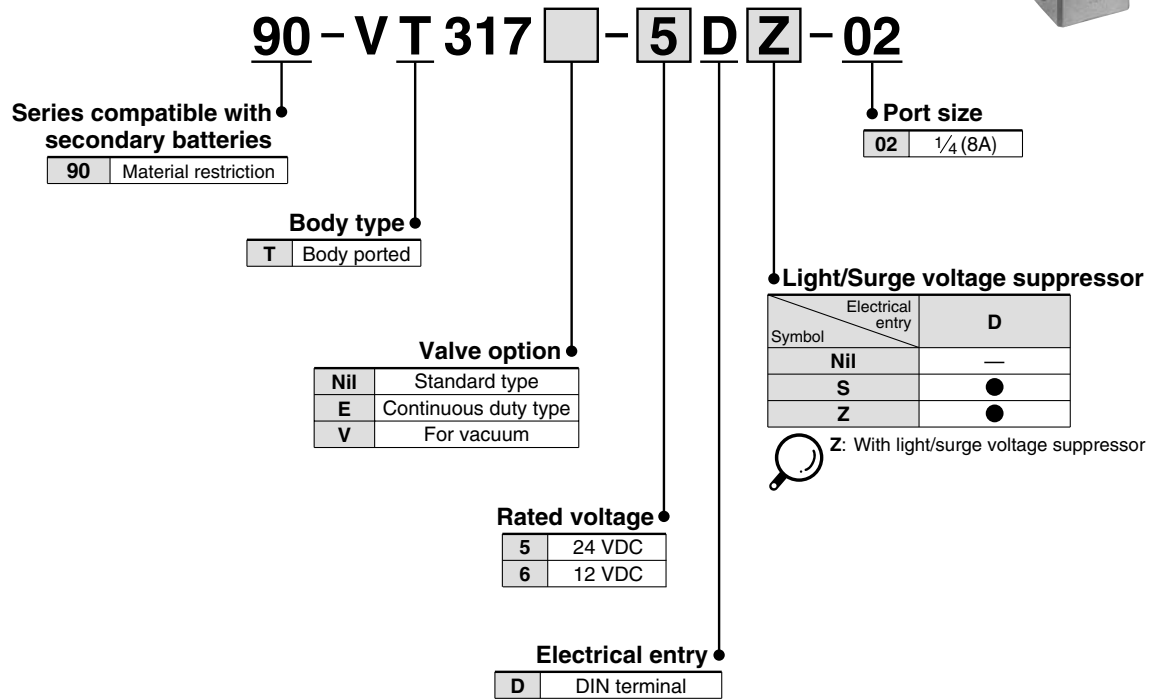 90-VT317 -5DZ-02
Series compatible with
secondary batteries
90 Material restriction
Port size
02 1/4 (8A)
Body type
T Body ported
Light/Surge voltage suppressor
Electrical
entry
Symbol
D
Nil —
S ●
Z ●
Z: With light/surge voltage suppressor
Valve option
Nil Standard type
E Continuous duty type
V For vacuum
Rated voltage
5 24 VDC
6 12 VDC
Electrical entry
D DIN terminal